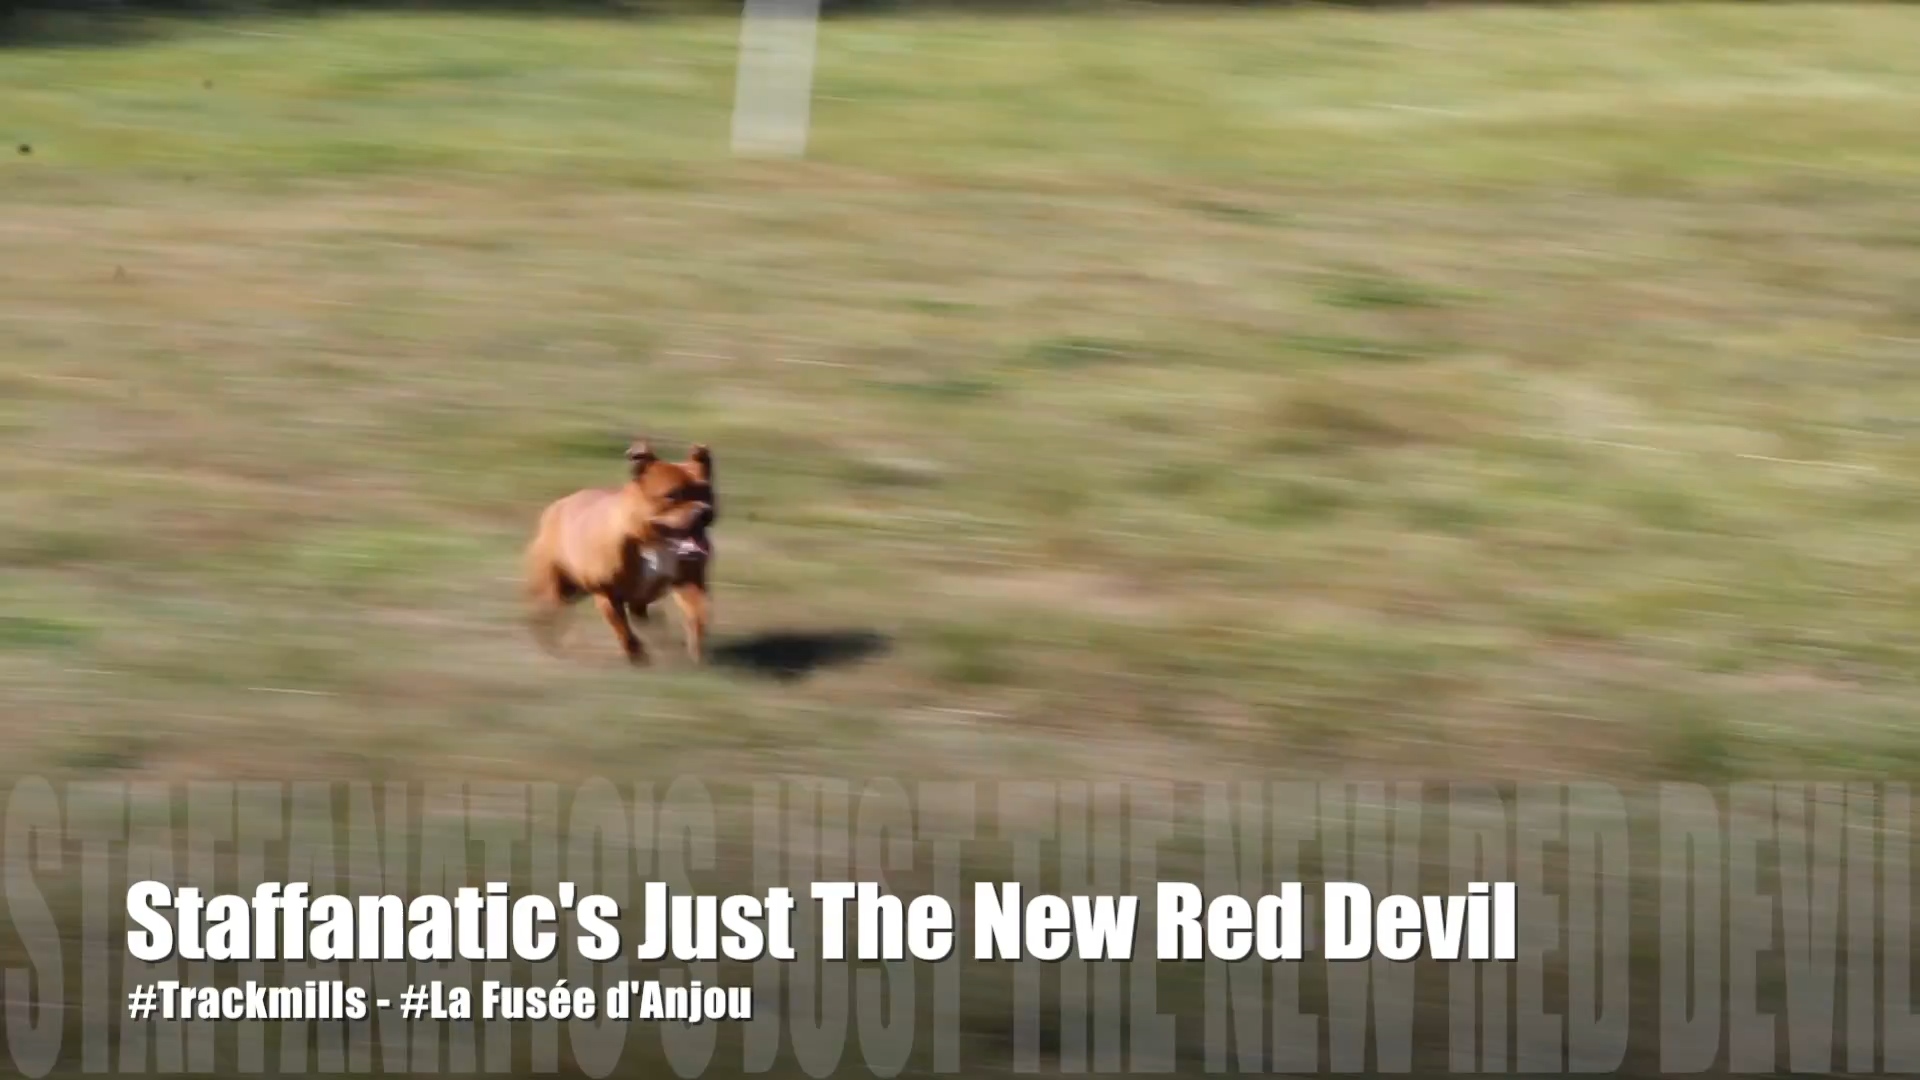 STAFFANATIC'S JUST THE NEW RED DEVIL
Staffanatic's Just The New Red Devil
#Trackmills - #La Fusée d'Anjou